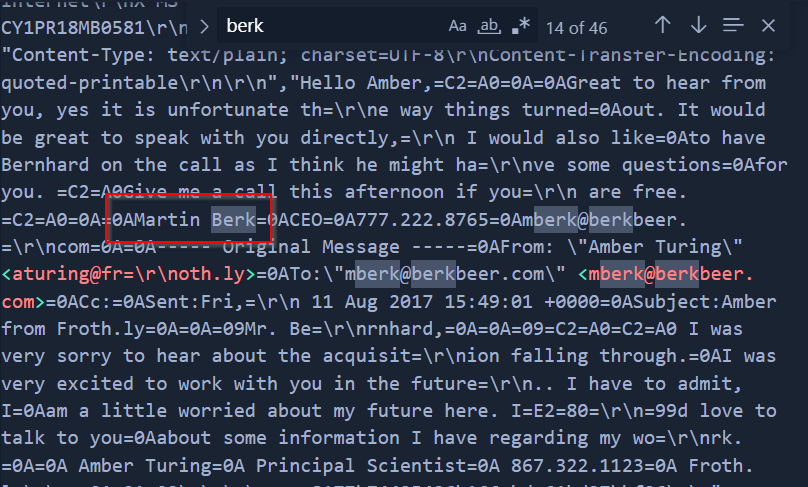 internet\r\nX-MS
CY1PR18MB0581\r\n
berk
Aa ab, .* 14 of 46
"Content-Type: text/plain; charset=UTF-8\r\nContent-Transfer-Encoding:
quoted-printable\r\n\r\n","Hello Amber,=C2=A0=0A=0AGreat to hear from
you, yes it is unfortunate th=\r\ne way things turned=0Aout. It would
be great to speak with you directly,=\r\n I would also like=0Ato have
Bernhard on the call as I think he might ha=\r\nve some questions=0Afor
you. =C2=A0Give me a call this afternoon if you=\r\n are free.
=C2=A0=0A=0AMartin Berk=0ACEO=0A777.222.8765=0Amberk@berkbeer.
=\r\ncom=0A=0A----- Original Message -----=0AFrom: \"Amber Turing\"
<aturing@fr=\r\noth.ly>=0ATo:\"mberk@berkbeer.com\" <mberk@berkbeer.
com>=0ACc:=0ASent:Fri,=\r\n 11 Aug 2017 15:49:01 +0000=0ASubject:Amber
from Froth.ly=0A=0A=09Mr. Be=\r\nrnhard,=0A=0A=09=C2=A0=C2=A0 I was
very sorry to hear about the acquisit=\r\nion falling through.=0AI was
very excited to work with you in the future=\r\n.. I have to admit,
I=0Aam a little worried about my future here. I=E2=80=\r\n=99d love to
talk to you=0Aabout some information I have regarding my wo=\r\nrk.
=0A=0A Amber Turing=0A Principal Scientist=0A 867.322.1123=0A Froth.